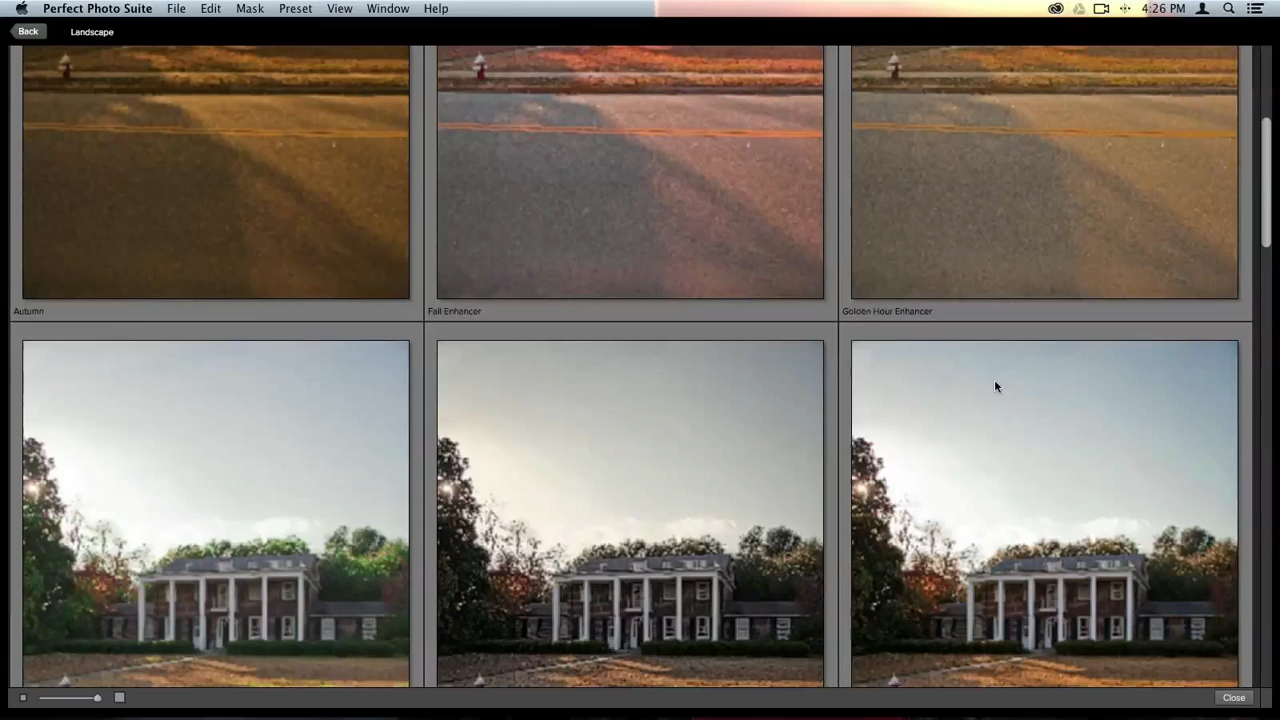 Perfect Photo Suite File Edit Mask Preset View Window Help 4:26 PM
Back Landscape
Autumn Fall Enhancer Golden Hour Enhancer
Close